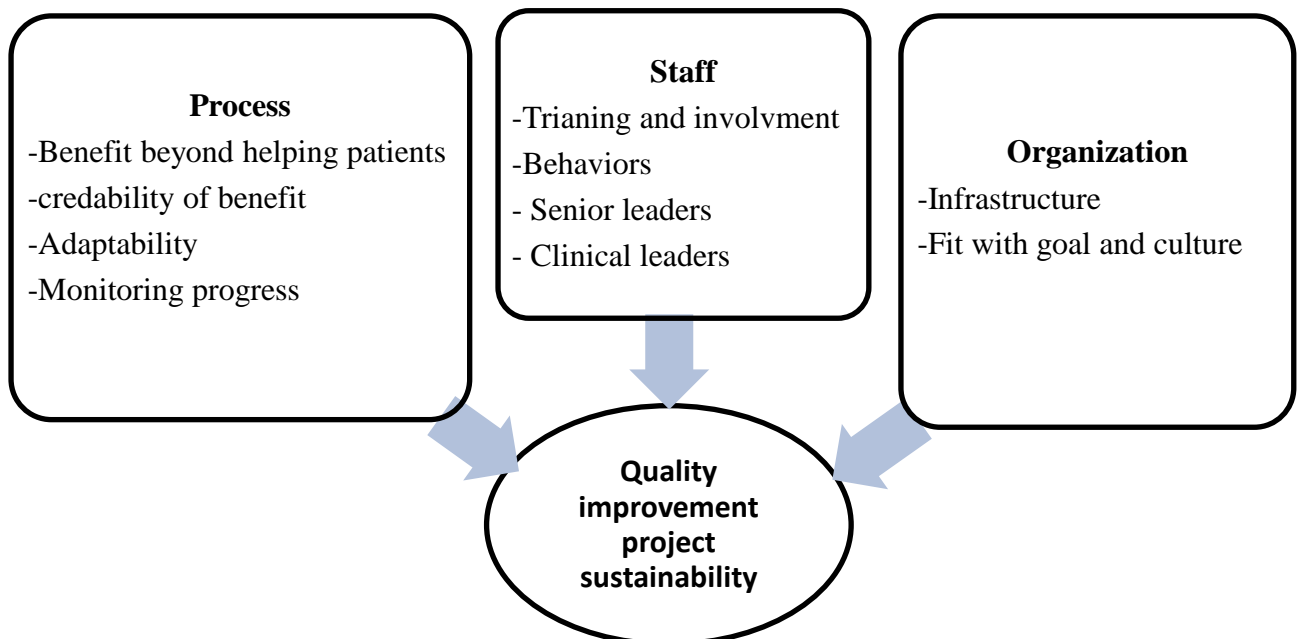 Process
-Benefit beyond helping patients
-credability of benefit
-Adaptability
-Monitoring progress
Staff
-Trianing and involvment
-Behaviors
- Senior leaders
- Clinical leaders
Organization
-Infrastructure
-Fit with goal and culture
Quality
improvement
project
sustainability